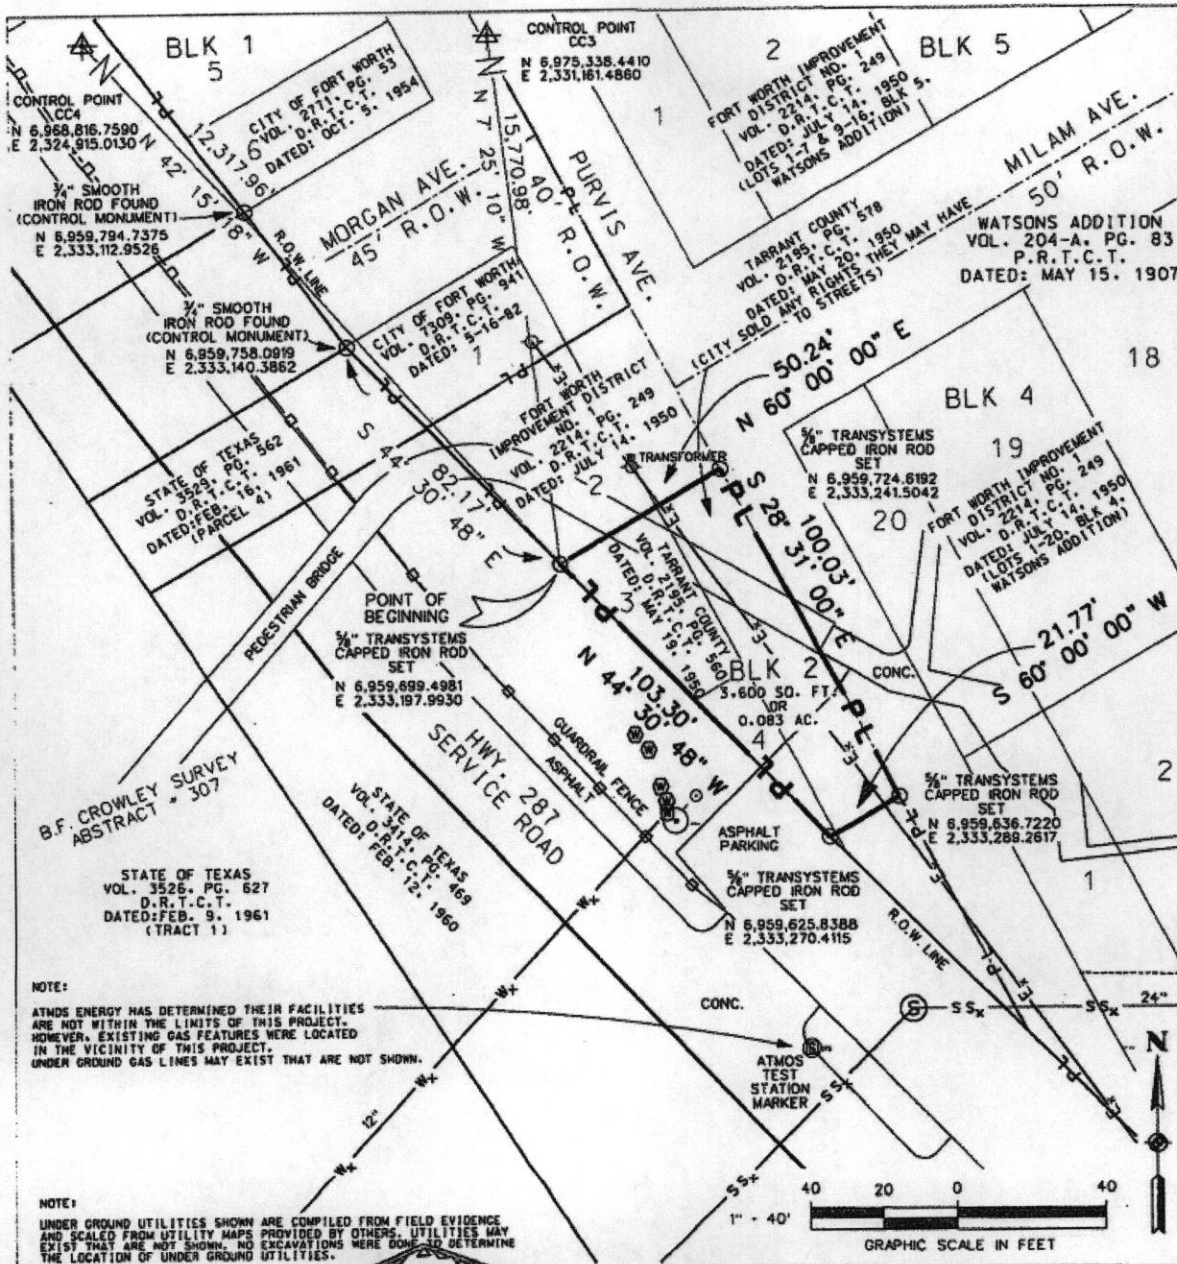 BLK 1
5
CONTROL POINT
CC4
N 6,968,816.7590
E 2,324,915.0130
N 42° 15' 18" W
12,317.96'
PL
CITY OF FORT WORTH
VOL. 2771, PG. 53
D.R.T.C.T.
DATED: OCT. 5, 1954
6
N
CONTROL POINT
CC3
N 6,975,338.4410
E 2,331,161.4860
N
N 7° 25' 10" W
15,770.98'
40' R.O.W.
PL
PURVIS AVE.
2
1
FORT WORTH IMPROVEMENT
DISTRICT NO. 1
VOL. 2214, PG. 249
D.R.T.C.T.
DATED: JULY 14, 1950
(LOTS 1-7 & 9-16, BLK 5,
WATSONS ADDITION)
BLK 5
MILAM AVE.
50' R.O.W.
3/4" SMOOTH
IRON ROD FOUND
(CONTROL MONUMENT)
N 6,959,794.7375
E 2,333,112.9526
R.O.W. LINE
PL
MORGAN AVE.
45' R.O.W.
TARRANT COUNTY
VOL. 2195, PG. 578
D.R.T.C.T.
DATED: MAY 20, 1950
(CITY SOLD ANY RIGHTS THEY MAY HAVE
TO STREETS)
WATSONS ADDITION
VOL. 204-A, PG. 83
P.R.T.C.T.
DATED: MAY 15, 1907
3/4" SMOOTH
IRON ROD FOUND
(CONTROL MONUMENT)
N 6,959,758.0919
E 2,333,140.3862
CITY OF FORT WORTH
VOL. 7309, PG. 941
D.R.T.C.T.
DATED: 5-16-82
1
PL
PL
50.24'
N 60° 00' 00" E
18
BLK 4
19
20
FORT WORTH
IMPROVEMENT DISTRICT
NO. 1
VOL. 2214, PG. 249
D.R.T.C.T.
DATED: JULY 14, 1950
2
TRANSFORMER
5/8" TRANSYSTEMS
CAPPED IRON ROD
SET
N 6,959,724.6192
E 2,333,241.5042
FORT WORTH IMPROVEMENT
DISTRICT NO. 1
VOL. 2214, PG. 249
D.R.T.C.T.
DATED: JULY 14, 1950
(LOTS 1-20, BLK 4,
WATSONS ADDITION)
STATE OF TEXAS
VOL. 3529, PG. 562
D.R.T.C.T.
DATED: FEB. 16, 1961
(PARCEL 4)
S 44° 30' 48" E
82.17'
PL
S 28° 31' 00" E
100.03'
PEDESTRIAN BRIDGE
POINT OF
BEGINNING
5/8" TRANSYSTEMS
CAPPED IRON ROD
SET
N 6,959,699.4981
E 2,333,197.9930
PL
3
TARRANT COUNTY
VOL. 2195, PG. 560
D.R.T.C.T.
DATED: MAY 19, 1950
BLK 2
3,600 SQ. FT.
OR
0.083 AC.
4
CONC.
21.77'
S 60° 00' 00" W
103.30'
N 44° 30' 48" W
PL
PL
GUARDRAIL FENCE
ASPHALT
HWY. 287
SERVICE ROAD
B.F. CROWLEY SURVEY
ABSTRACT # 307
STATE OF TEXAS
VOL. 3526, PG. 627
D.R.T.C.T.
DATED: FEB. 9, 1961
(TRACT 1)
STATE OF TEXAS
VOL. 3414, PG. 469
D.R.T.C.T.
DATED: FEB. 12, 1960
ASPHALT
PARKING
5/8" TRANSYSTEMS
CAPPED IRON ROD
SET
N 6,959,625.8388
E 2,333,270.4115
5/8" TRANSYSTEMS
CAPPED IRON ROD
SET
N 6,959,636.7220
E 2,333,289.2617
2
1
PL
R.O.W. LINE
PL
NOTE:
ATMOS ENERGY HAS DETERMINED THEIR FACILITIES
ARE NOT WITHIN THE LIMITS OF THIS PROJECT.
HOWEVER, EXISTING GAS FEATURES WERE LOCATED
IN THE VICINITY OF THIS PROJECT.
UNDER GROUND GAS LINES MAY EXIST THAT ARE NOT SHOWN.
CONC.
S
SSx
SSx
24"
N
ATMOS
TEST
STATION
MARKER
SSx
PL
Wx
Wx
Wx
12"
Wx
SSx
NOTE:
UNDER GROUND UTILITIES SHOWN ARE COMPILED FROM FIELD EVIDENCE
AND SCALED FROM UTILITY MAPS PROVIDED BY OTHERS. UTILITIES MAY
EXIST THAT ARE NOT SHOWN. NO EXCAVATIONS WERE DONE TO DETERMINE
THE LOCATION OF UNDER GROUND UTILITIES.
40 20 0 40
1" - 40'
GRAPHIC SCALE IN FEET